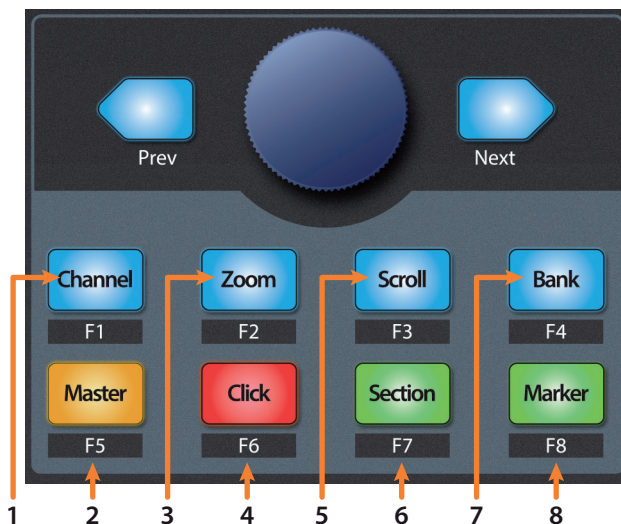 Prev Next
Channel Zoom Scroll Bank
F1 F2 F3 F4
Master Click Section Marker
F5 F6 F7 F8
1 2 3 4 5 6 7 8